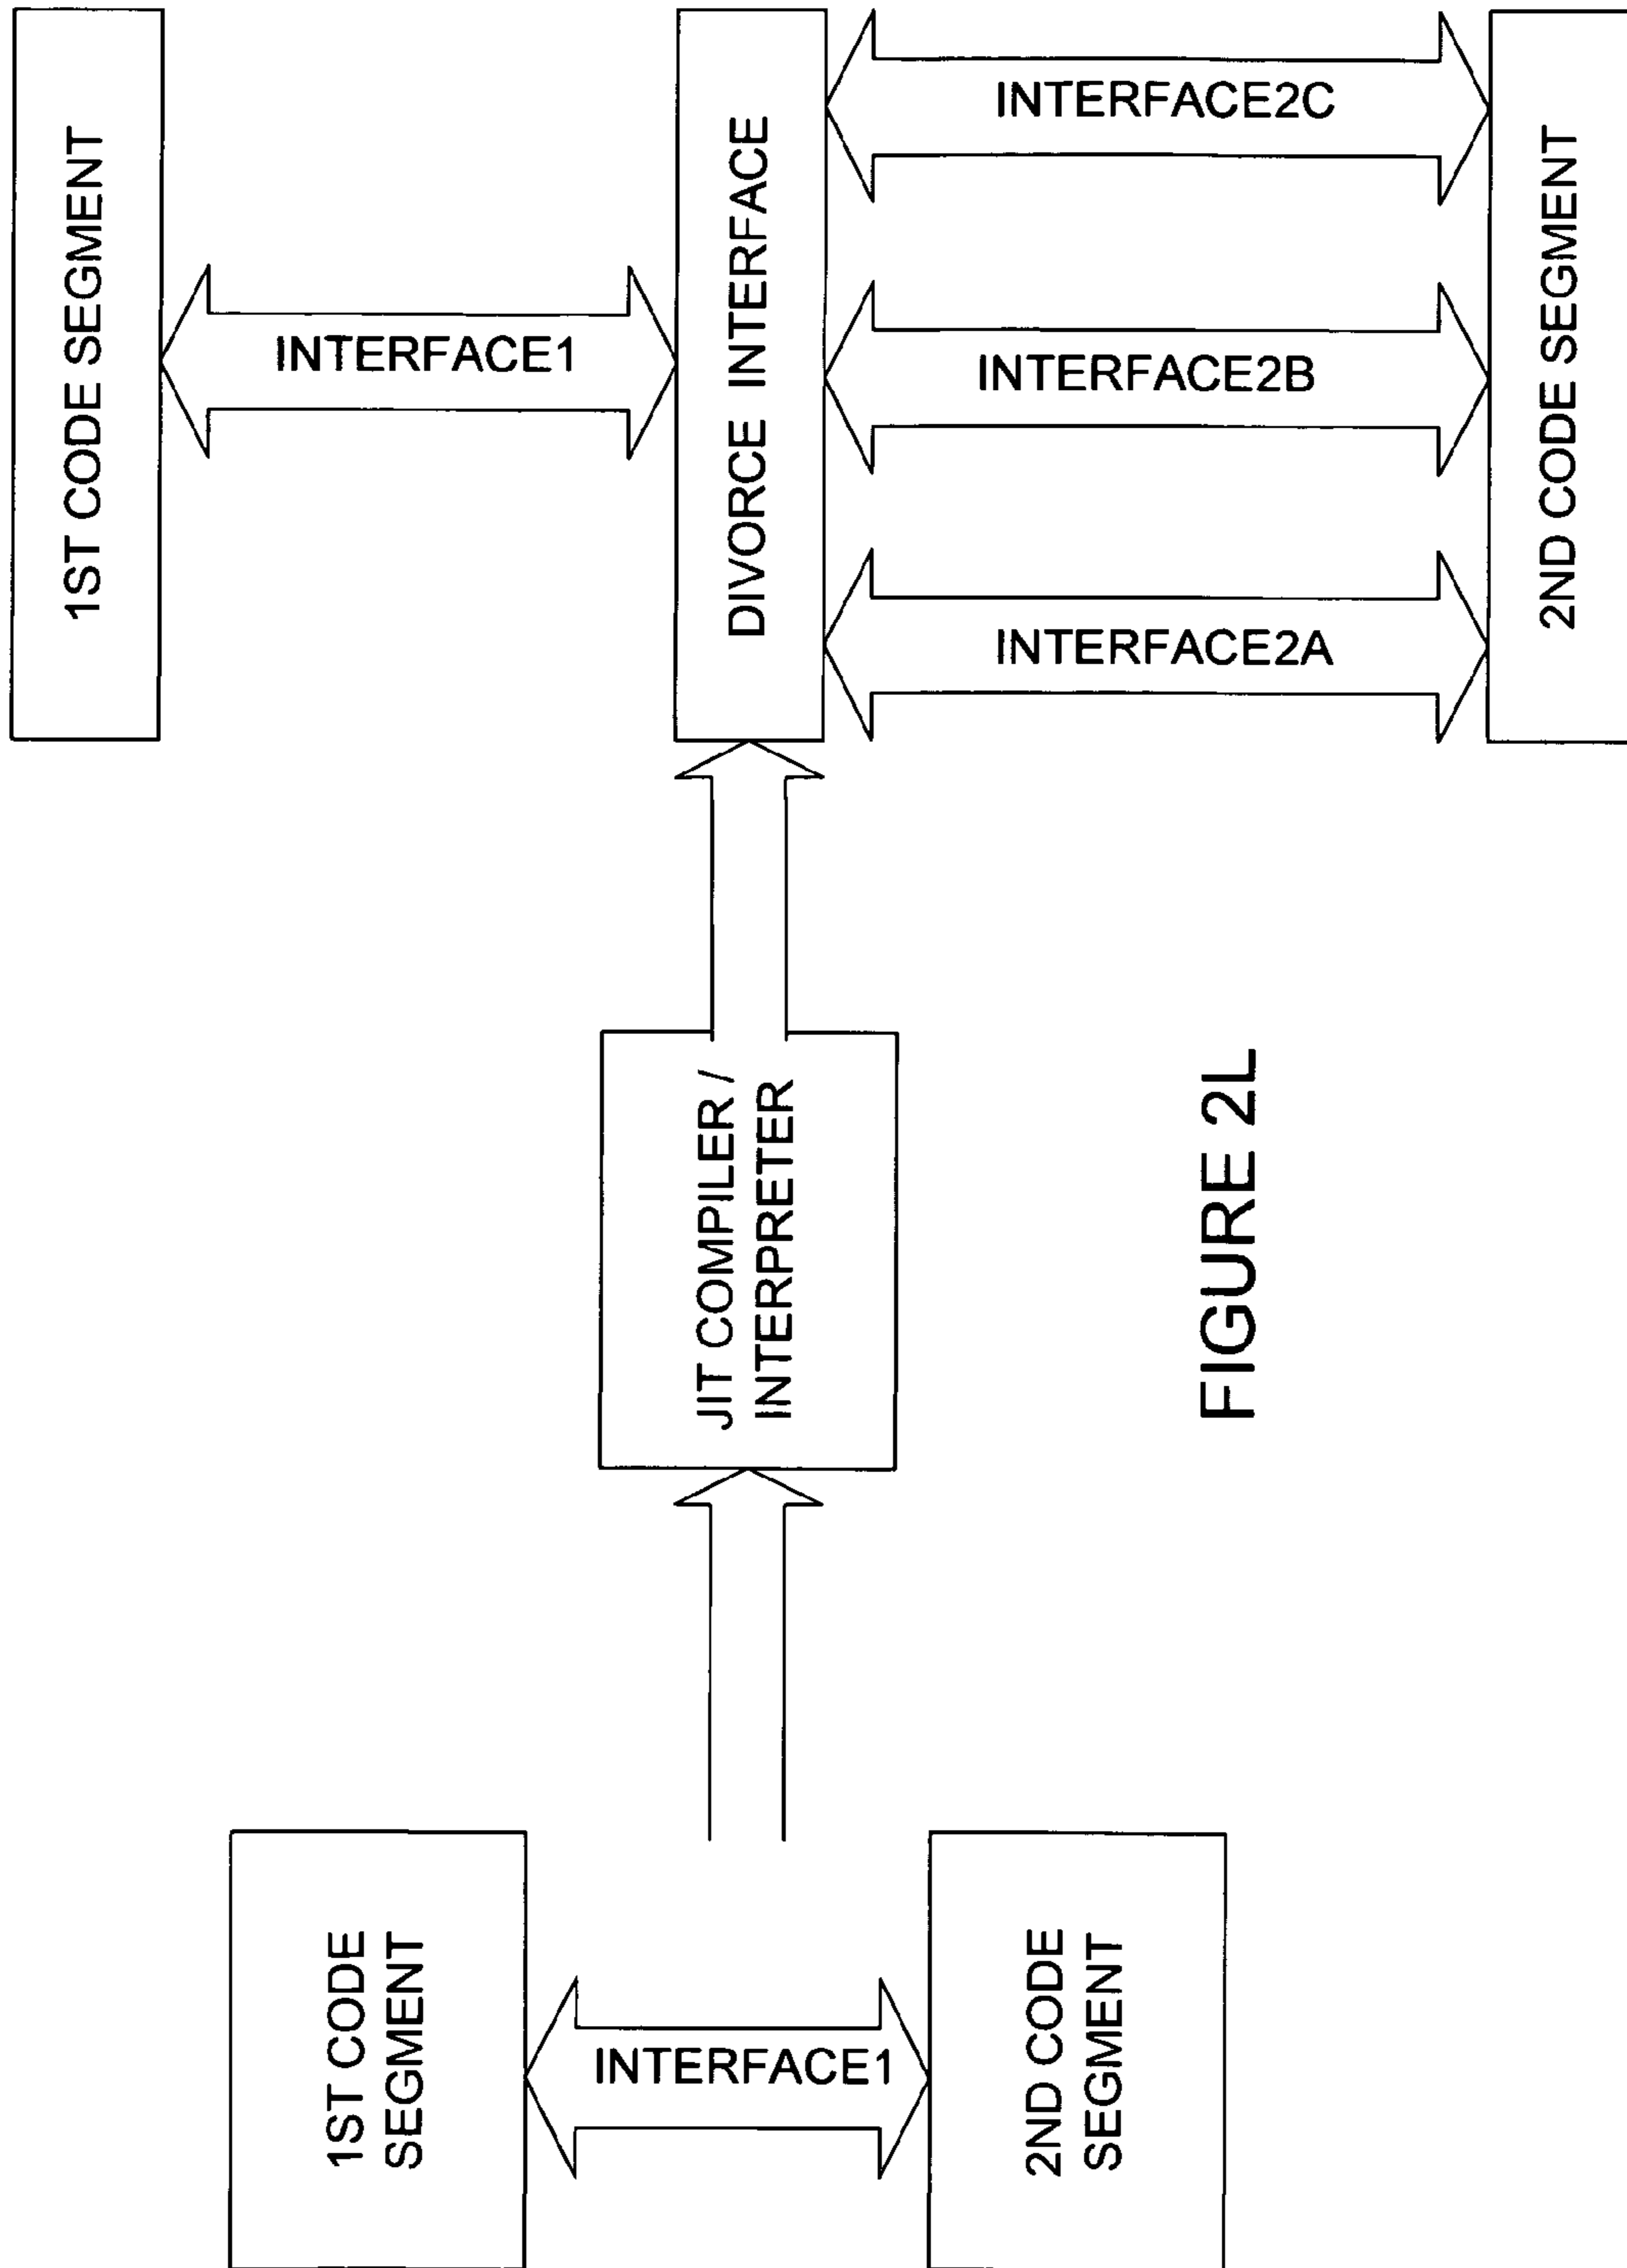 1ST CODE
SEGMENT
INTERFACE1
2ND CODE
SEGMENT
JIT COMPILER /
INTERPRETER
1ST CODE SEGMENT
INTERFACE1
DIVORCE INTERFACE
INTERFACE2A
INTERFACE2B
INTERFACE2C
2ND CODE SEGMENT
FIGURE 2L